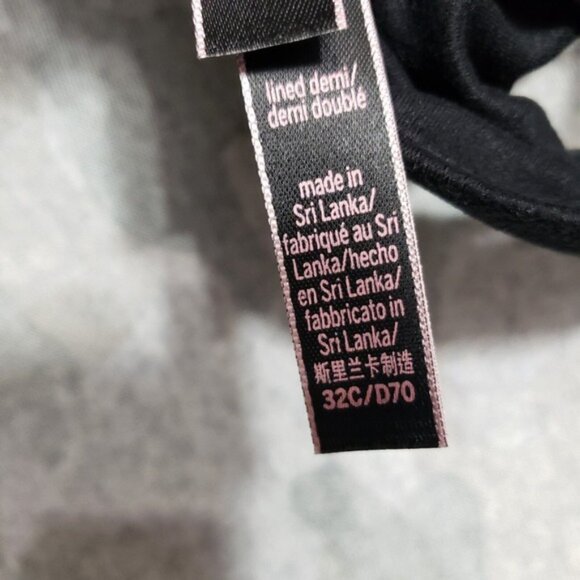 lined demi/
demi doublé
made in
Sri Lanka/
fabriqué au Sri
Lanka/hecho
en Sri Lanka/
fabbricato in
Sri Lanka/
斯里兰卡制造
32C/D70